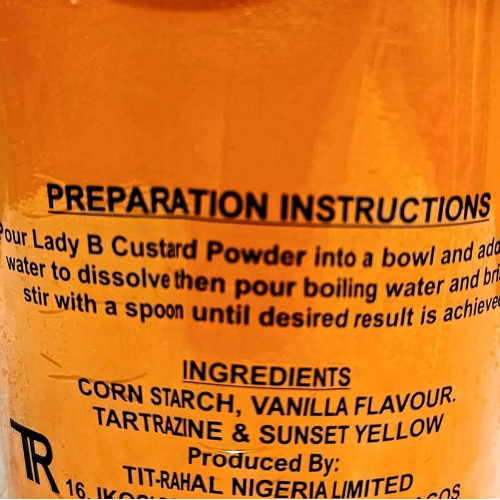 PREPARATION INSTRUCTIONS
Pour Lady B Custard Powder into a bowl and add
water to dissolve then pour boiling water and
stir with a spoon until desired result is achieved
INGREDIENTS
CORN STARCH, VANILLA FLAVOUR.
TARTRAZINE & SUNSET YELLOW
Produced By:
TR
TIT-RAHAL NIGERIA LIMITED
16,